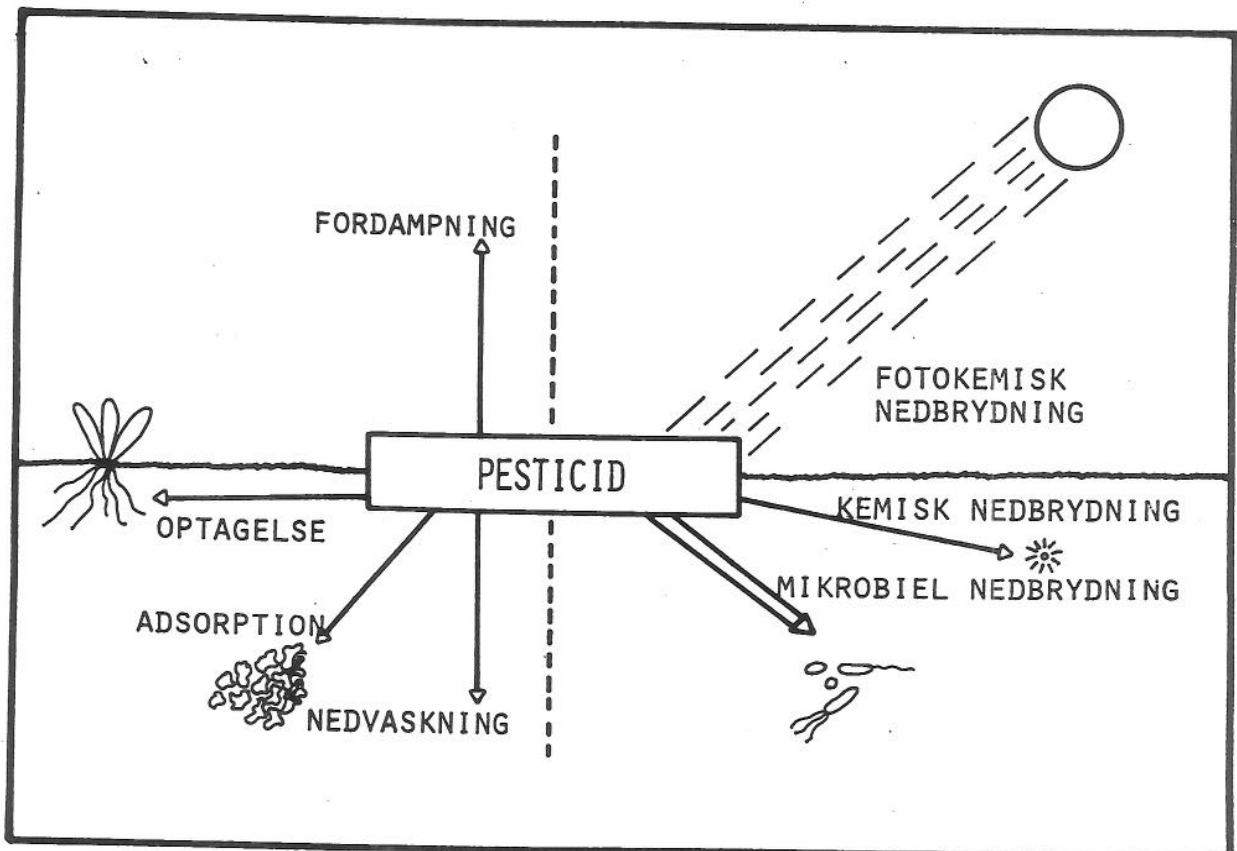 FORDAMPNING
FOTOKEMISK
NEDBRYDNING
PESTICID
OPTAGELSE
KEMISK NEDBRYDNING
MIKROBIEL NEDBRYDNING
ADSORPTION
NEDVASKNING